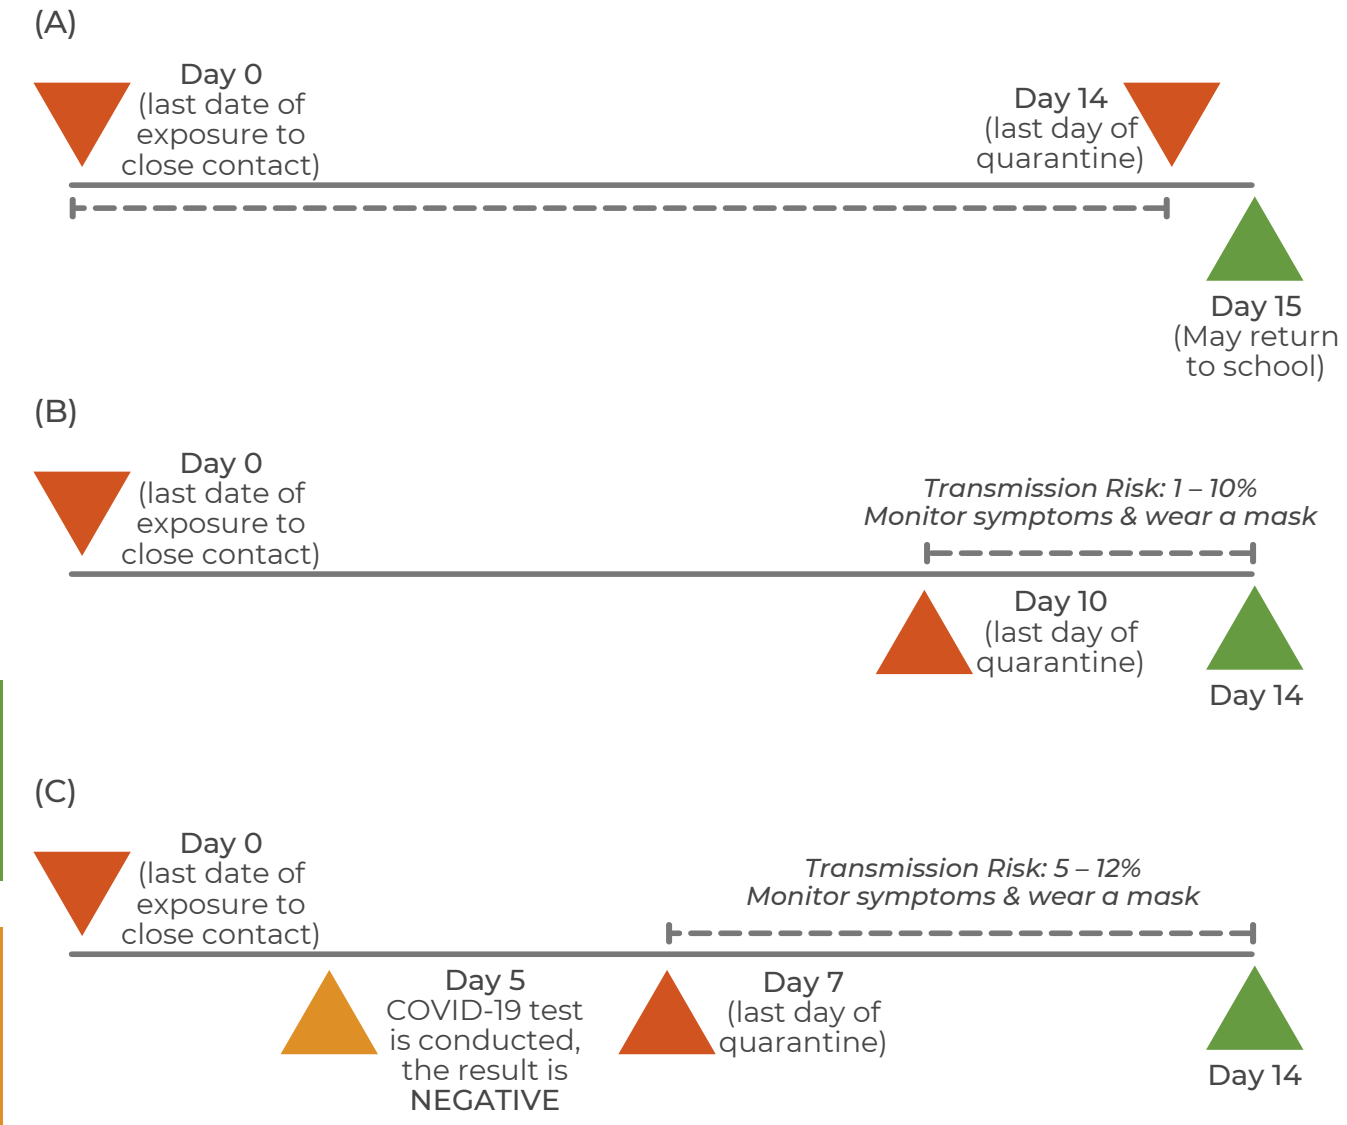 (A)
Day 0
(last date of
exposure to
close contact)
Day 14
(last day of
quarantine)
Day 15
(May return
to school)
(B)
Day 0
(last date of
exposure to
close contact)
Transmission Risk: 1 – 10%
Monitor symptoms & wear a mask
Day 10
(last day of
quarantine)
Day 14
(C)
Day 0
(last date of
exposure to
close contact)
Transmission Risk: 5 – 12%
Monitor symptoms & wear a mask
Day 5
COVID-19 test
is conducted,
the result is
NEGATIVE
Day 7
(last day of
quarantine)
Day 14